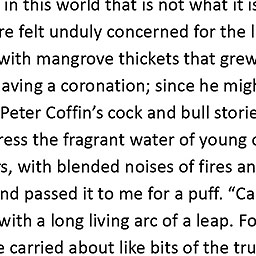 in this world that is not what it is
re felt unduly concerned for the l
with mangrove thickets that grew
aving a coronation; since he migh
Peter Coffin's cock and bull storie
ress the fragrant water of young c
s, with blended noises of fires an
nd passed it to me for a puff. “Ca
with a long living arc of a leap. Fo
e carried about like bits of the tru